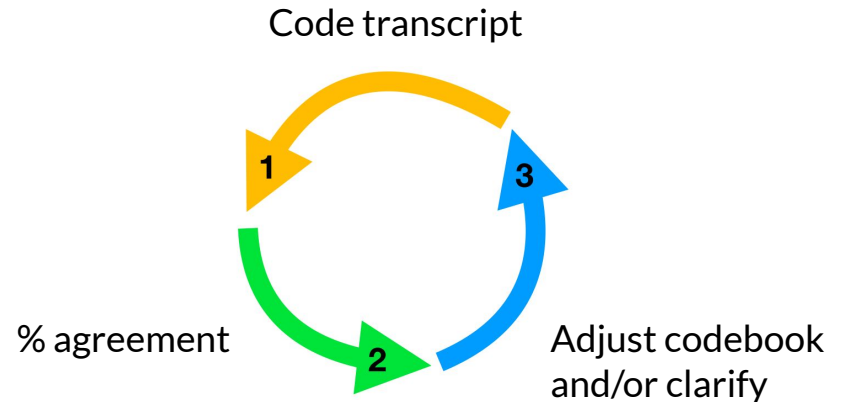 Code transcript
1
3
% agreement
2
Adjust codebook
and/or clarify